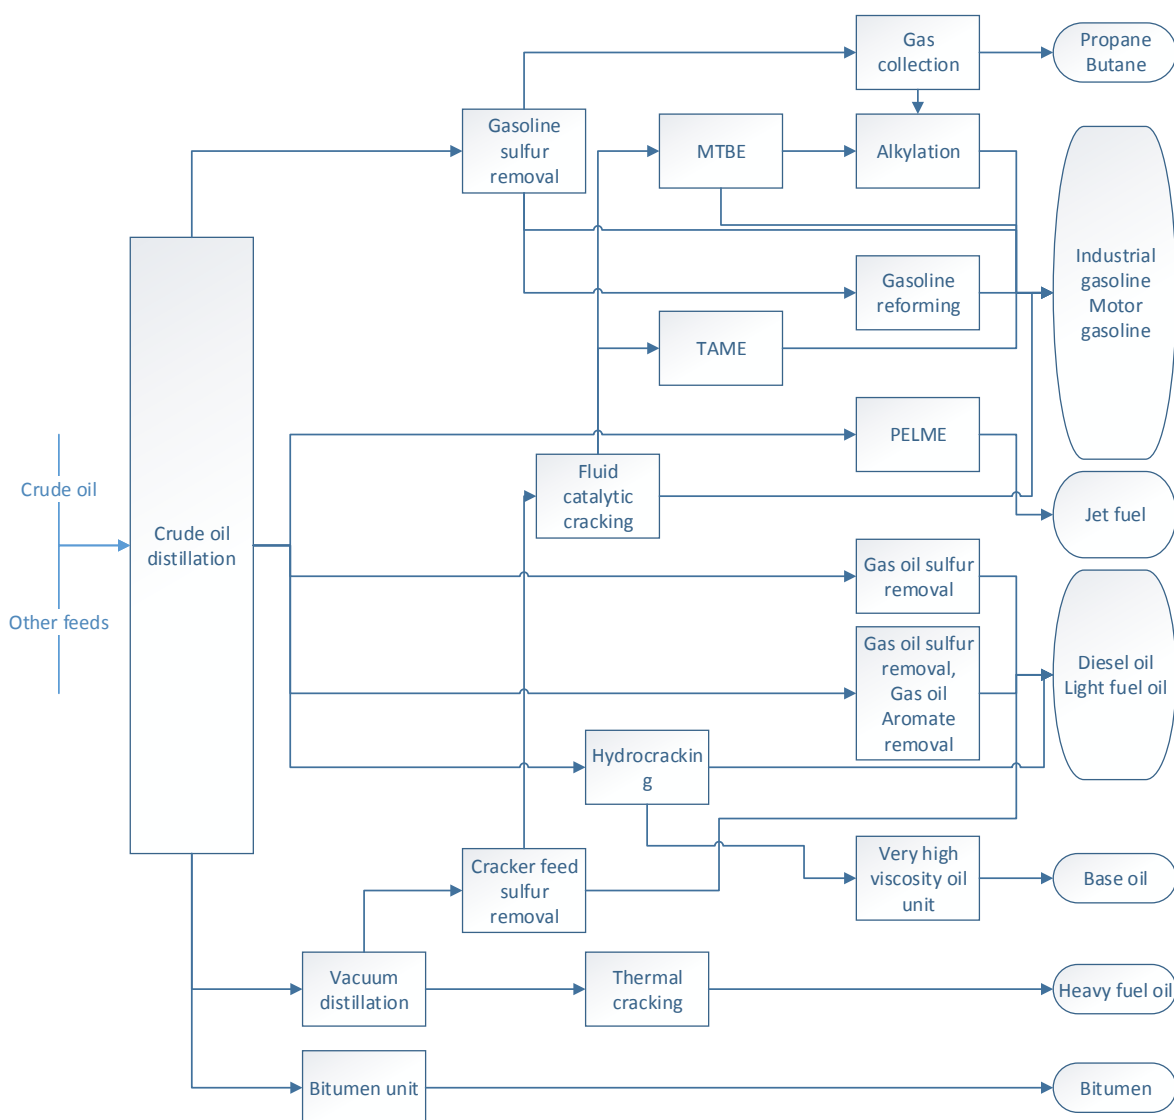 Gas
collection
Propane
Butane
Gasoline
sulfur
removal
MTBE
Alkylation
Industrial
gasoline
Motor
gasoline
Gasoline
reforming
TAME
PELME
Crude oil
Other feeds
Crude oil
distillation
Fluid
catalytic
cracking
Jet fuel
Gas oil sulfur
removal
Gas oil sulfur
removal,
Gas oil
Aromate
removal
Diesel oil
Light fuel oil
Hydrocrackin
g
Cracker feed
sulfur
removal
Very high
viscosity oil
unit
Base oil
Vacuum
distillation
Thermal
cracking
Heavy fuel oil
Bitumen unit
Bitumen